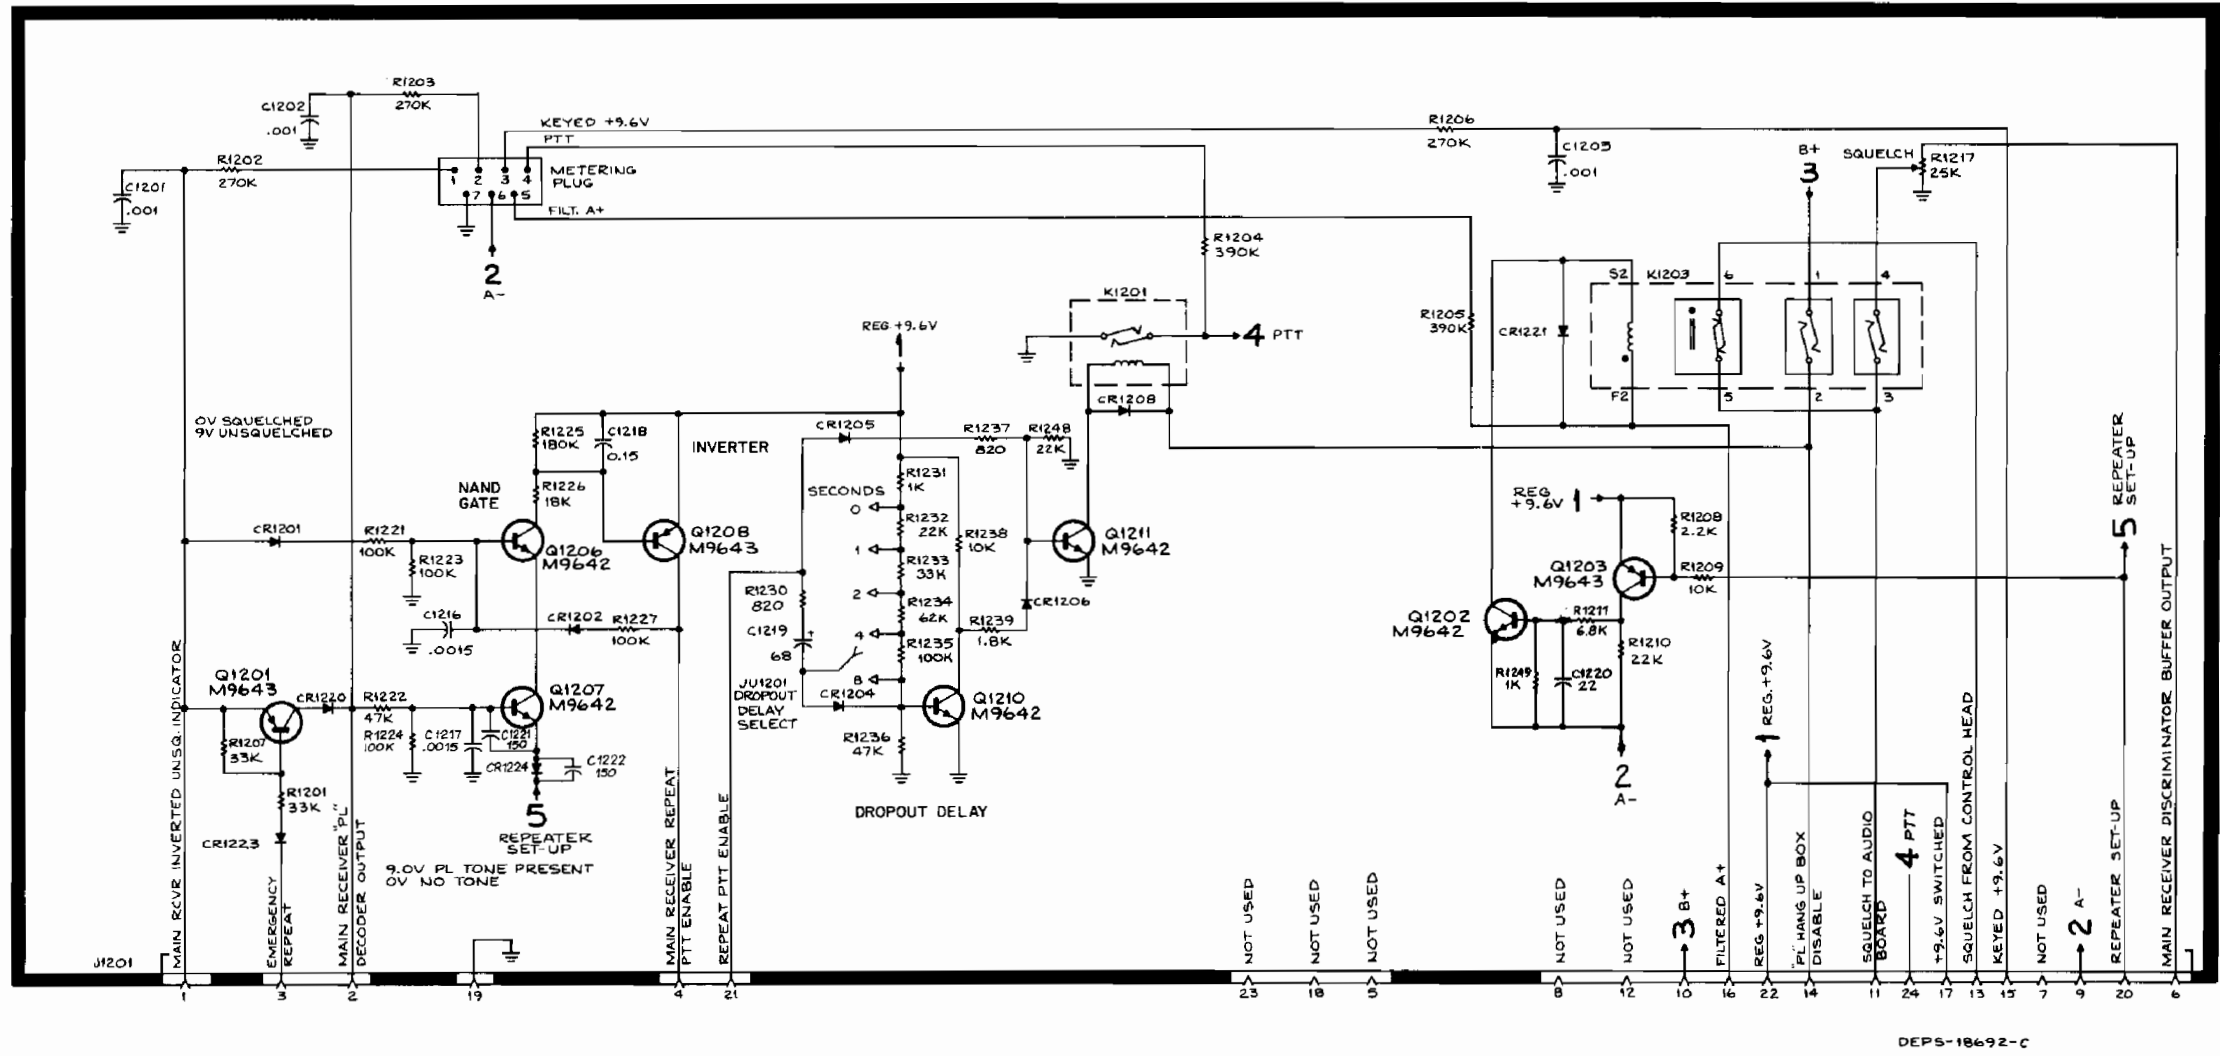 R1203
270K
C1202
.001
R1202
270K
C1201
.001
KEYED +9.6V
PTT
METERING
PLUG
1 2 3 4
7 6 5
FILT. A+
2
A-
R1206
270K
C1203
.001
B+
3
SQUELCH
R1217
25K
R1204
390K
K1201
4 PTT
R1205
390K
CR1221
S2 K1203 6 1 4
F2 5 2 3
REG +9.6V
1
CR1208
0V SQUELCHED
9V UNSQUELCHED
R1225
180K
C1218
0.15
INVERTER
CR1205
R1237
820
R1248
22K
NAND
GATE
R1226
18K
SECONDS
R1231
1K
0
R1232
22K
1
R1233
33K
2
R1234
62K
4
R1235
100K
8
R1238
10K
Q1211
M9642
CR1201
R1221
100K
R1223
100K
Q1206
M9642
Q1208
M9643
R1230
820
C1219
+
68
CR1206
R1239
1.8K
C1216
.0015
CR1202
R1227
100K
REG
+9.6V
1
R1208
2.2K
Q1203
M9643
R1209
10K
Q1202
M9642
R1211
6.8K
R1210
22K
R1249
1K
C1220
22
2
A-
5 REPEATER
SET-UP
Q1201
M9643
CR1220
R1222
47K
R1224
100K
C1217
.0015
Q1207
M9642
C1221
150
CR1224
C1222
150
R1207
33K
R1201
33K
CR1223
5
REPEATER
SET-UP
9.0V PL TONE PRESENT
0V NO TONE
JU1201
DROPOUT
DELAY
SELECT
CR1204
Q1210
M9642
R1236
47K
DROPOUT DELAY
1 REG.+9.6V
J1201
MAIN RCVR INVERTED UNSQ. INDICATOR
EMERGENCY
REPEAT
MAIN RECEIVER "PL"
DECODER OUTPUT
MAIN RECEIVER REPEAT
PTT ENABLE
REPEAT PTT ENABLE
NOT USED
NOT USED
NOT USED
NOT USED
NOT USED
3 B+
FILTERED A+
REG +9.6V
"PL" HANG UP BOX
DISABLE
SQUELCH TO AUDIO
BOARD
4 PTT
+9.6V SWITCHED
SQUELCH FROM CONTROL HEAD
KEYED +9.6V
NOT USED
2 A-
REPEATER SET-UP
MAIN RECEIVER DISCRIMINATOR BUFFER OUTPUT
1 3 2 19 4 21 23 18 5 8 12 10 16 22 14 11 24 17 13 15 7 9 20 6
DEPS-18692-C